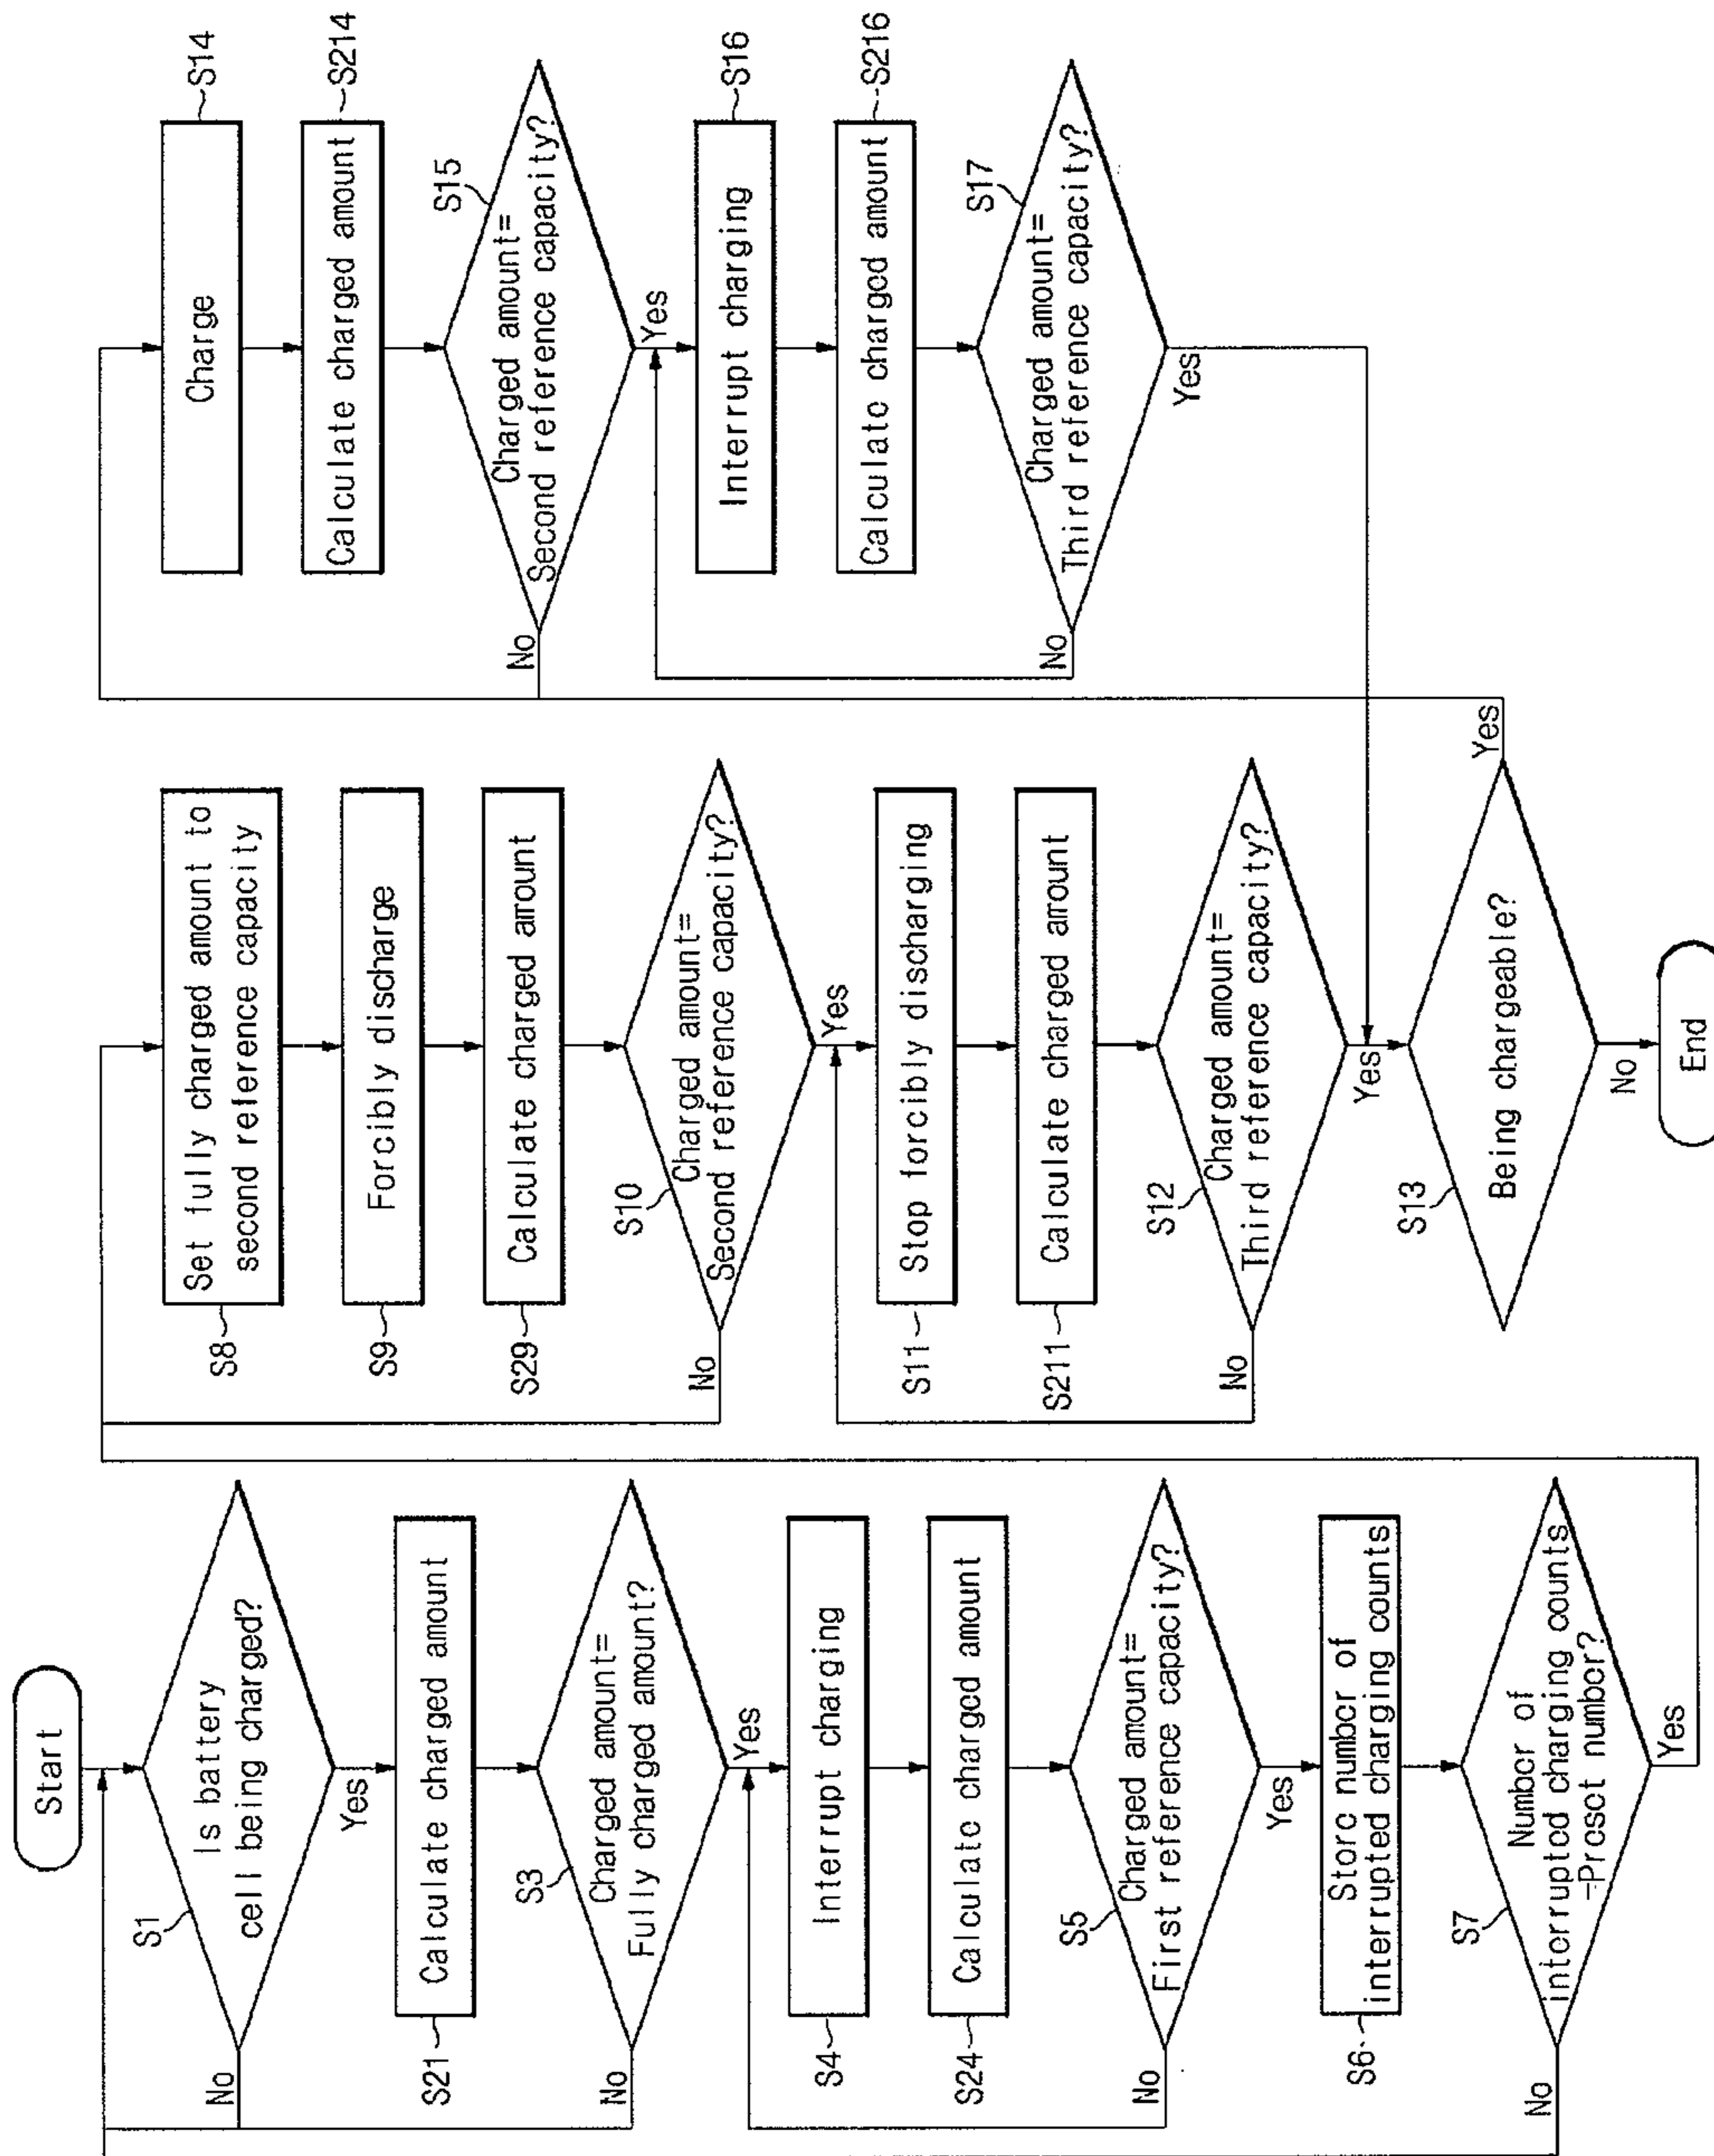 Start
S1
Is battery
cell being charged?
No
Yes
S21
Calculate charged amount
S3
Charged amount=
Fully charged amount?
No
Yes
S4
Interrupt charging
S24
Calculate charged amount
S5
Charged amount=
First reference capacity?
No
Yes
S6
Store number of
interrupted charging counts
S7
Number of
interrupted charging counts
=Preset number?
No
Yes
S8
Set fully charged amount to
second reference capacity
S9
Forcibly discharge
S29
Calculate charged amount
S10
Charged amount=
Second reference capacity?
No
Yes
S11
Stop forcibly discharging
S211
Calculate charged amount
S12
Charged amount=
Third reference capacity?
No
Yes
S13
Being chargeable?
Yes
No
End
S14
Charge
S214
Calculate charged amount
S15
Charged amount=
Second reference capacity?
No
Yes
S16
Interrupt charging
S216
Calculate charged amount
S17
Charged amount=
Third reference capacity?
No
Yes